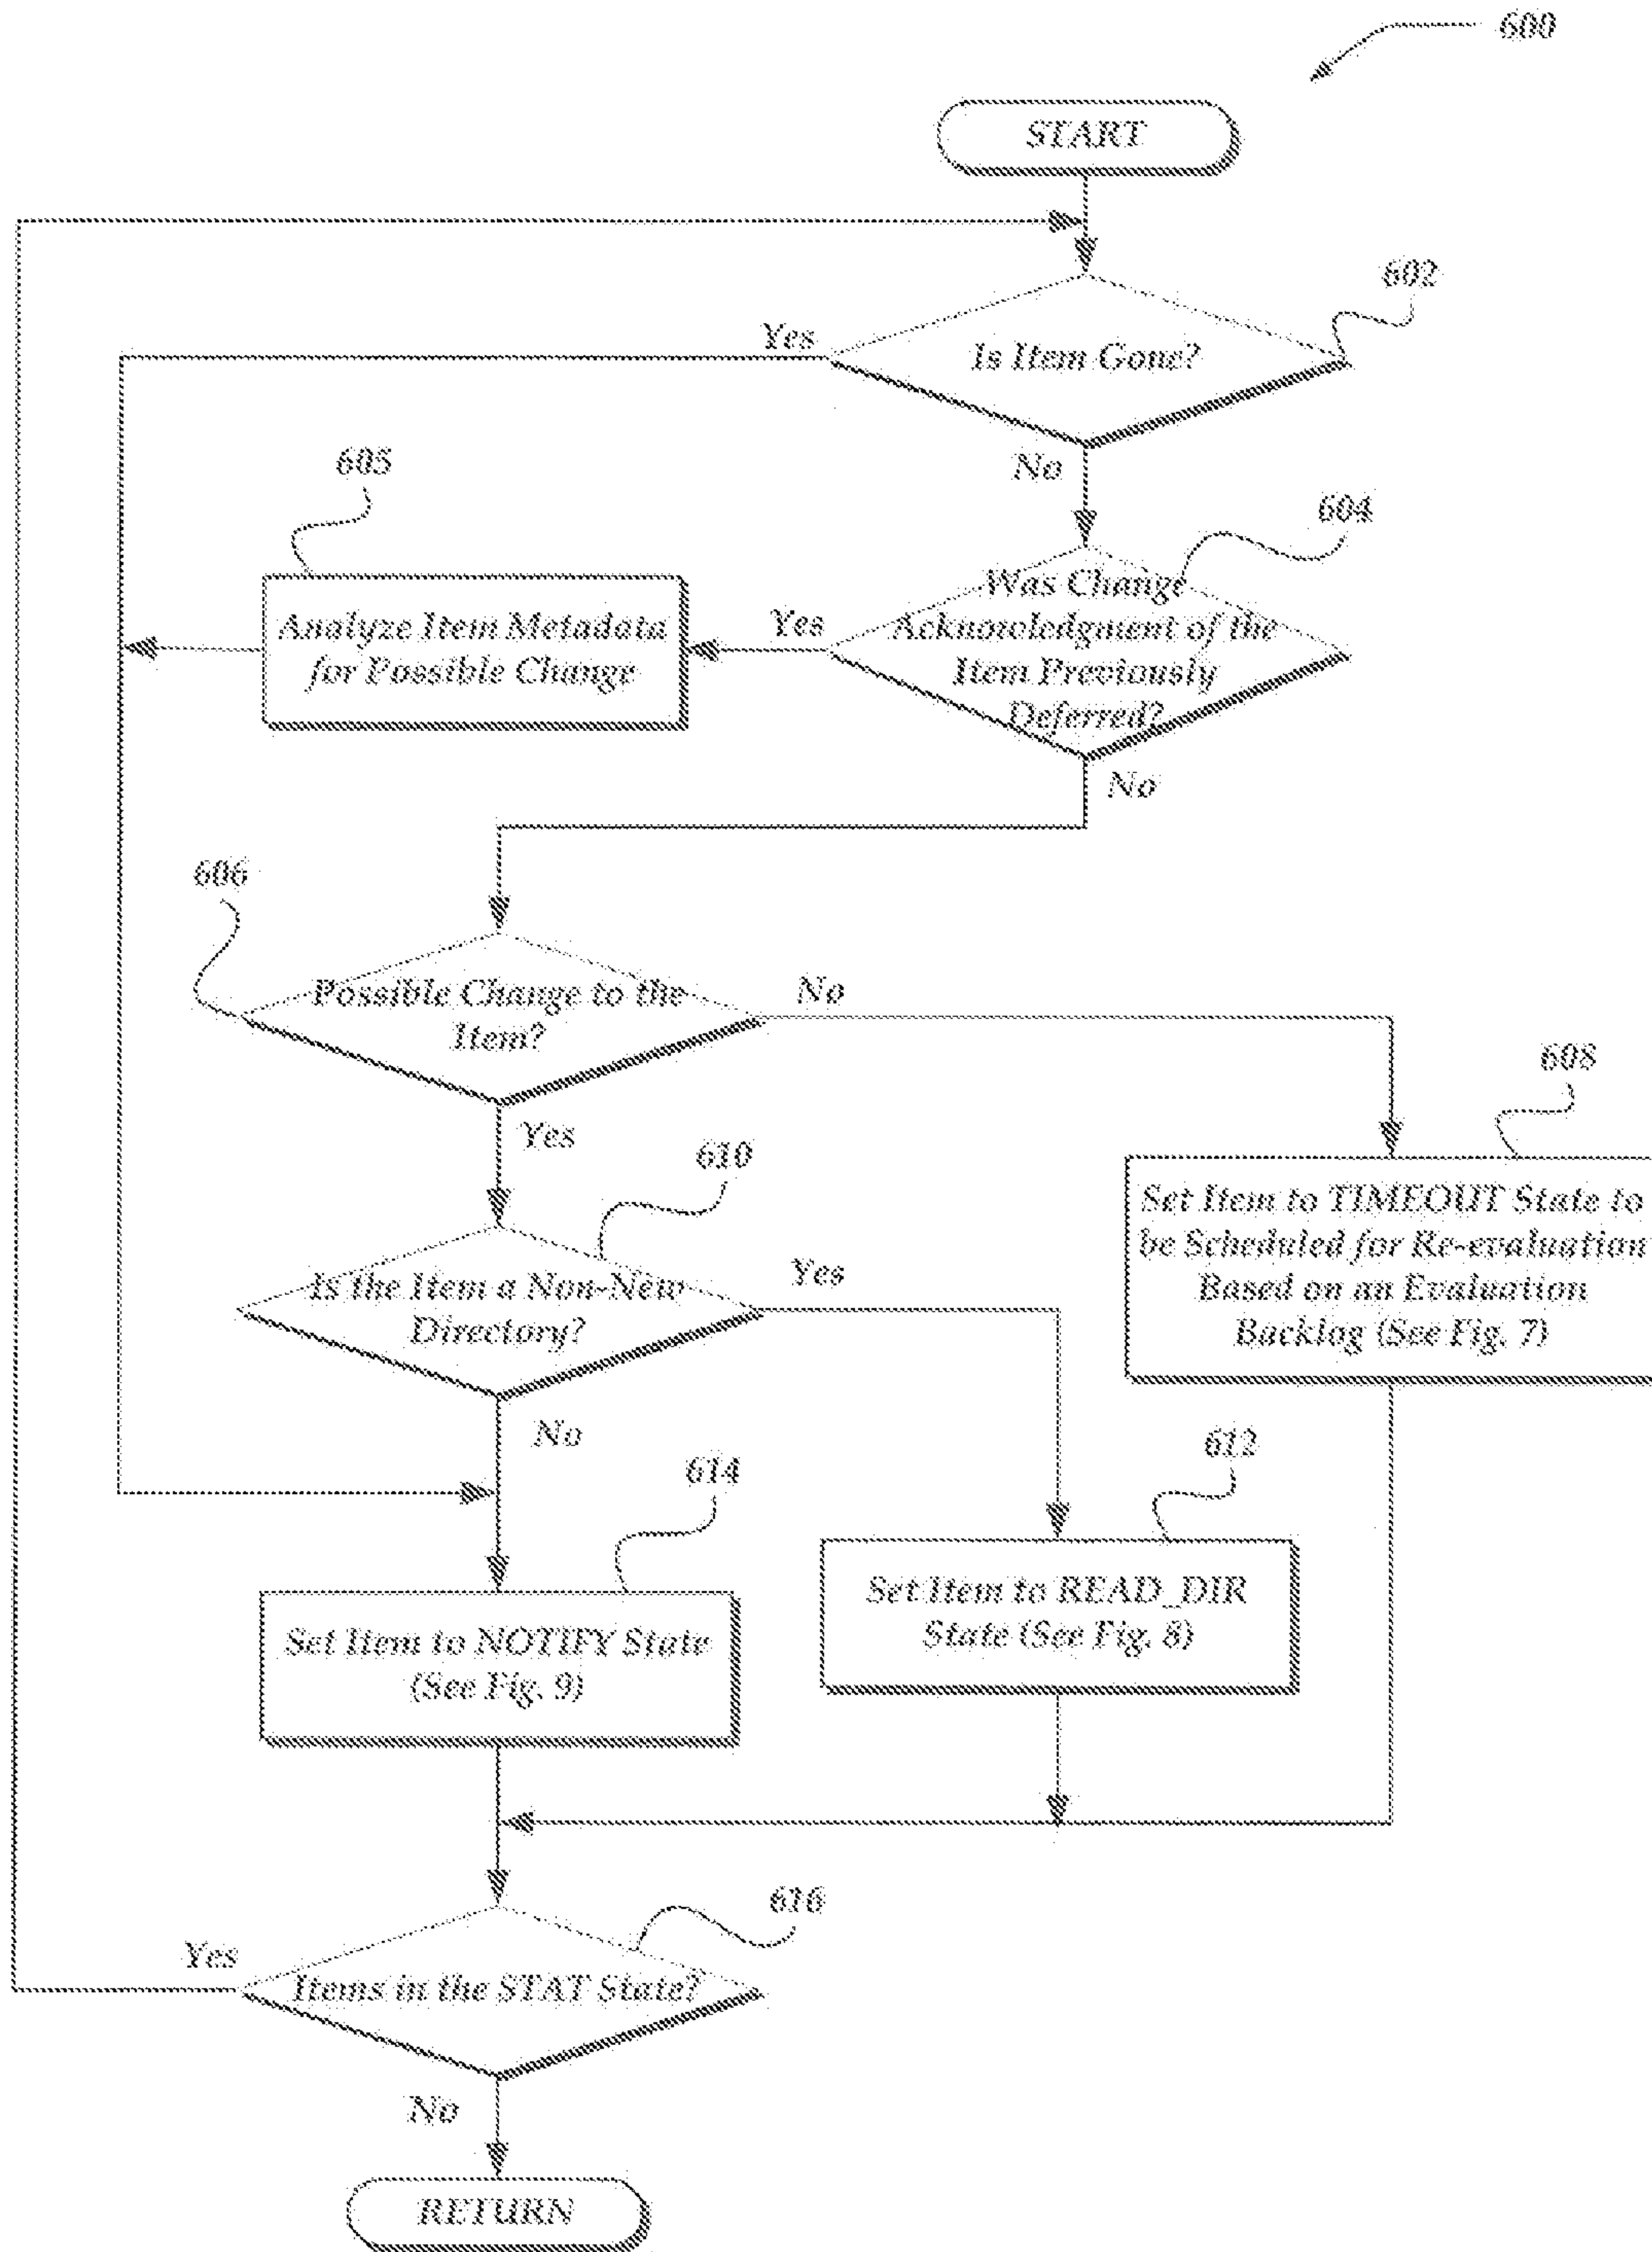 600
START
602
Yes
Is Item Gone?
No
605
604
Analyze Item Metadata
for Possible Change
Yes
Was Change
Acknowledgment of the
Item Previously
Deferred?
No
606
Possible Change to the
Item?
No
608
Yes
610
Set Item to TIMEOUT State to
be Scheduled for Re-evaluation
Based on an Evaluation
Backlog (See Fig. 7)
Is the Item a Non-New
Directory?
Yes
No
612
614
Set Item to READ_DIR
State (See Fig. 8)
Set Item to NOTIFY State
(See Fig. 9)
616
Yes
Items in the STAT State?
No
RETURN